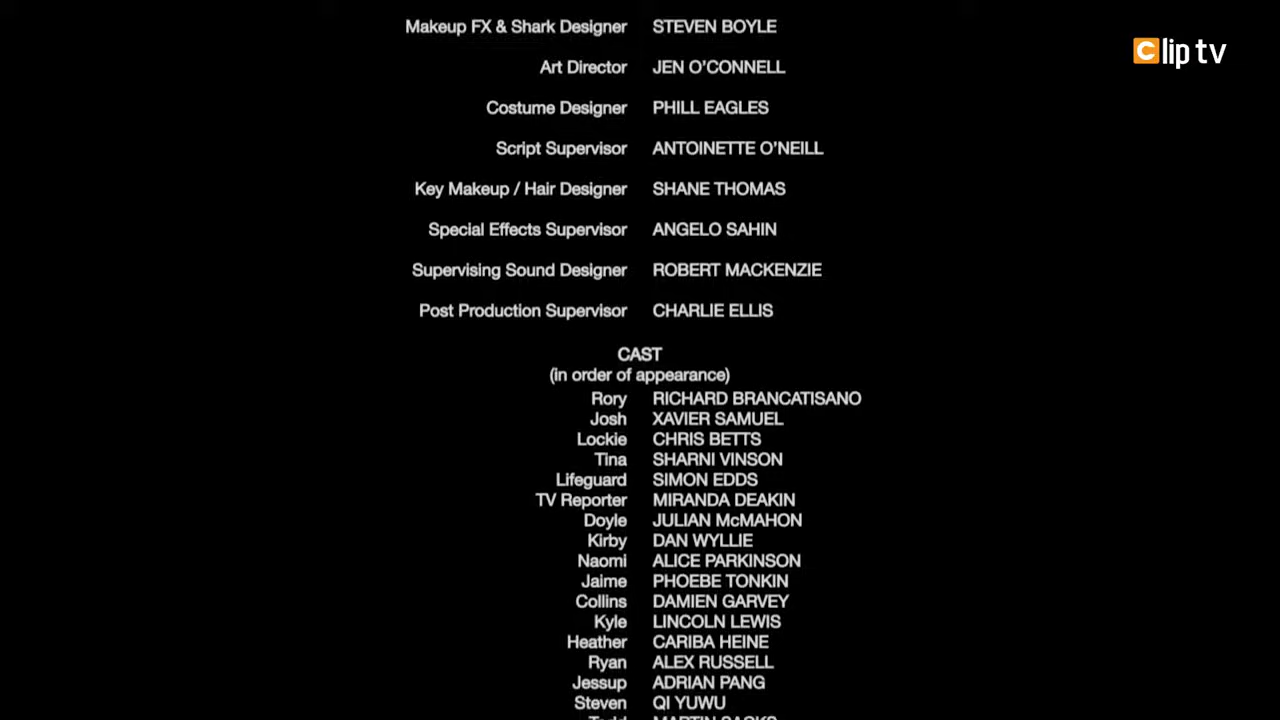 Makeup FX & Shark Designer STEVEN BOYLE
Clip tv
Art Director JEN O'CONNELL
Costume Designer PHILL EAGLES
Script Supervisor ANTOINETTE O'NEILL
Key Makeup / Hair Designer SHANE THOMAS
Special Effects Supervisor ANGELO SAHIN
Supervising Sound Designer ROBERT MACKENZIE
Post Production Supervisor CHARLIE ELLIS
CAST
(in order of appearance)
Rory RICHARD BRANCATISANO
Josh XAVIER SAMUEL
Lockie CHRIS BETTS
Tina SHARNI VINSON
Lifeguard SIMON EDDS
TV Reporter MIRANDA DEAKIN
Doyle JULIAN McMAHON
Kirby DAN WYLLIE
Naomi ALICE PARKINSON
Jaime PHOEBE TONKIN
Collins DAMIEN GARVEY
Kyle LINCOLN LEWIS
Heather CARIBA HEINE
Ryan ALEX RUSSELL
Jessup ADRIAN PANG
Steven QI YUWU
Todd MARTIN SACKS